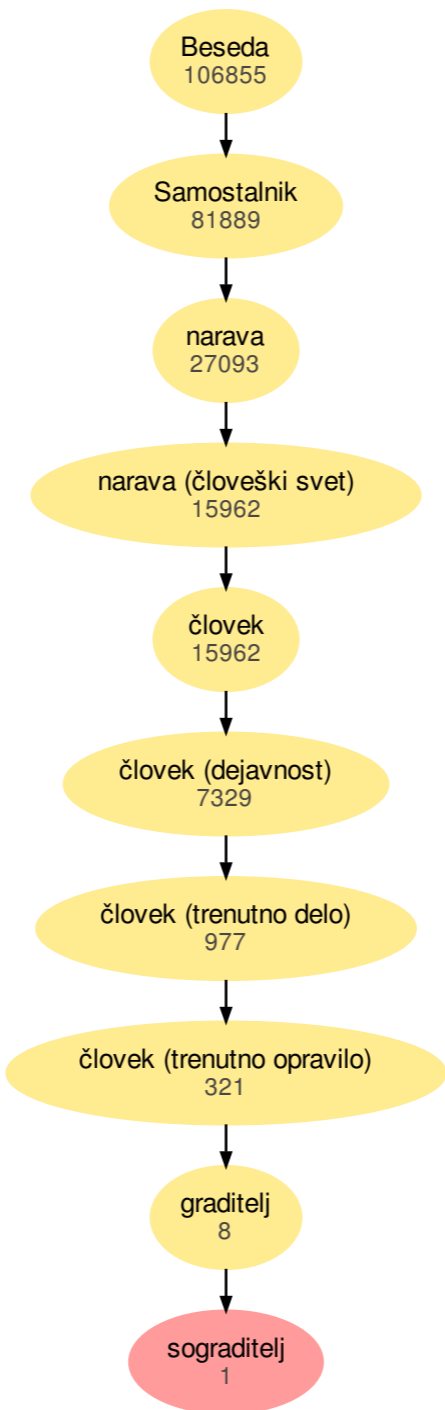 Beseda
106855
Samostalnik
81889
narava
27093
narava (človeški svet)
15962
človek
15962
človek (dejavnost)
7329
človek (trenutno delo)
977
človek (trenutno opravilo)
321
graditelj
8
sograditelj
1